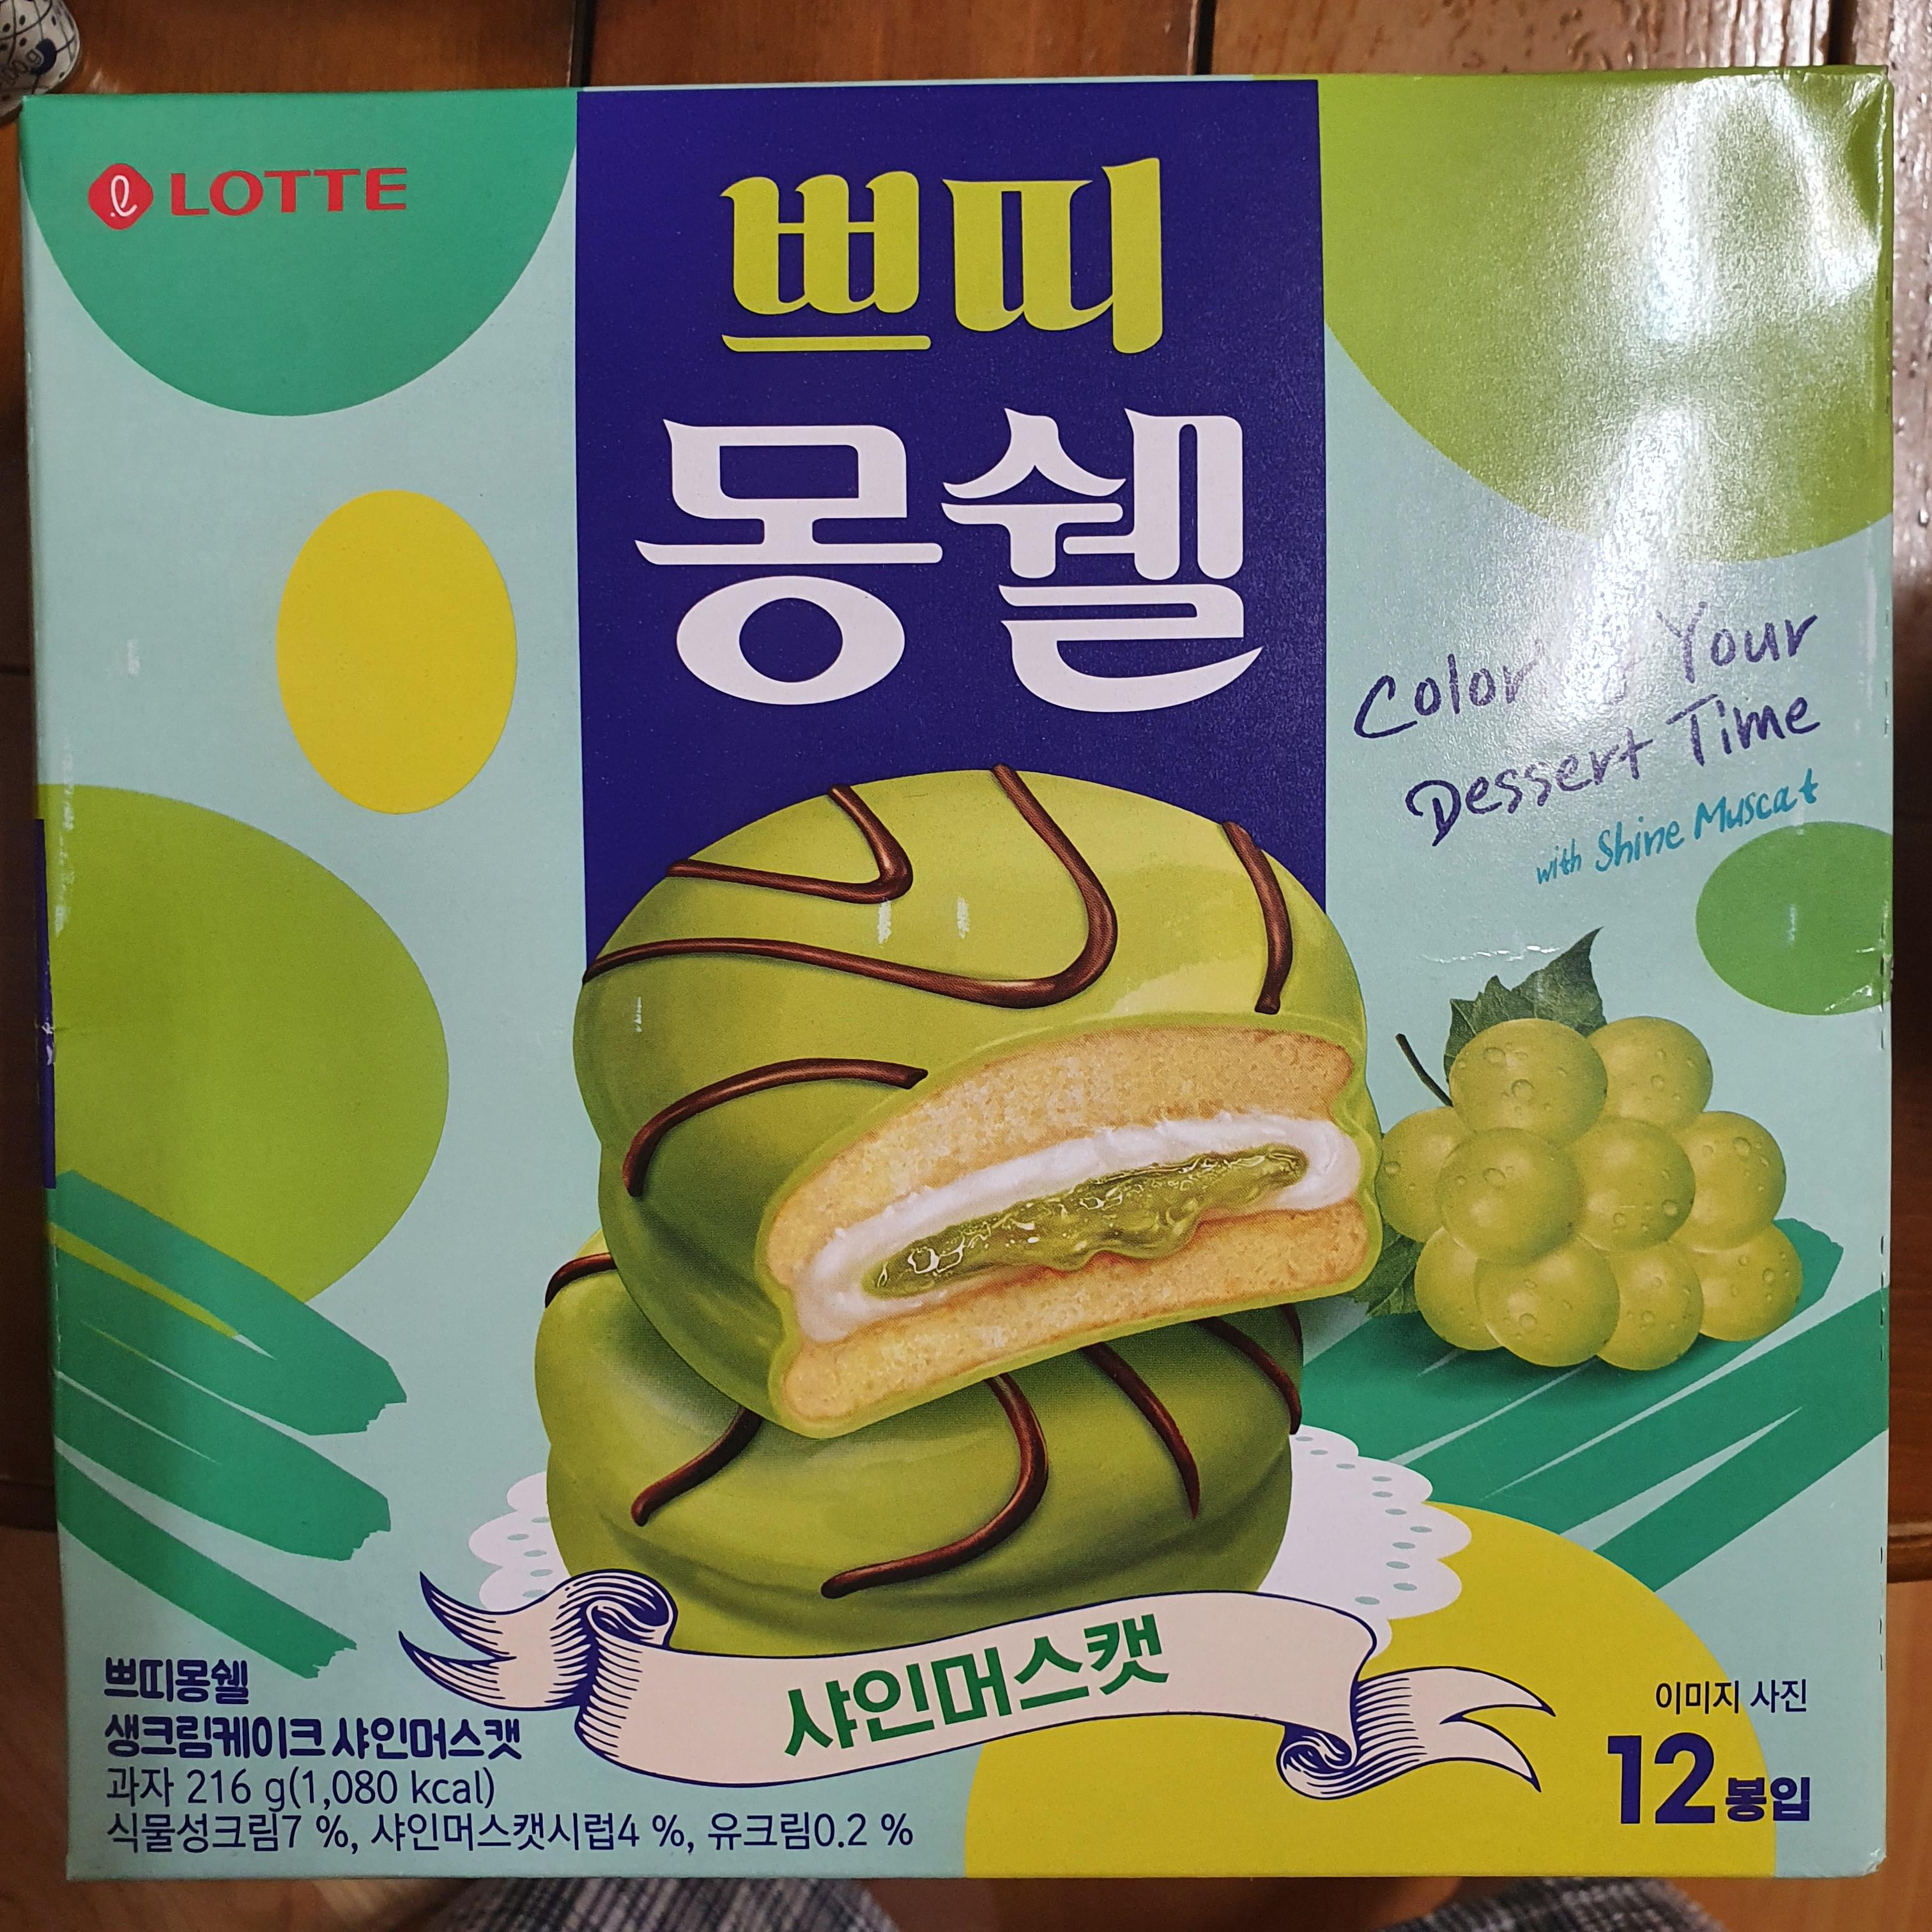 LOTTE
쁘띠
몽쉘
Coloring Your
Dessert Time
with Shine Muscat
샤인머스캣
쁘띠몽쉘
생크림케이크 샤인머스캣
과자 216 g(1,080 kcal)
식물성크림7 %, 샤인머스캣시럽4 %, 유크림0.2 %
이미지 사진
12봉입